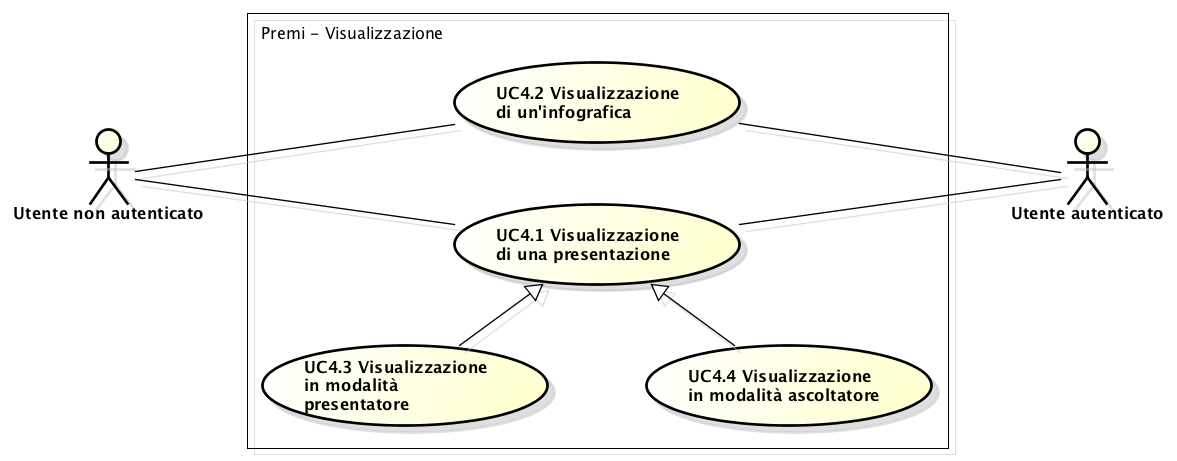 Premi - Visualizzazione
UC4.2 Visualizzazione
di un'infografica
Utente non autenticato
Utente autenticato
UC4.1 Visualizzazione
di una presentazione
UC4.3 Visualizzazione
in modalità
presentatore
UC4.4 Visualizzazione
in modalità ascoltatore